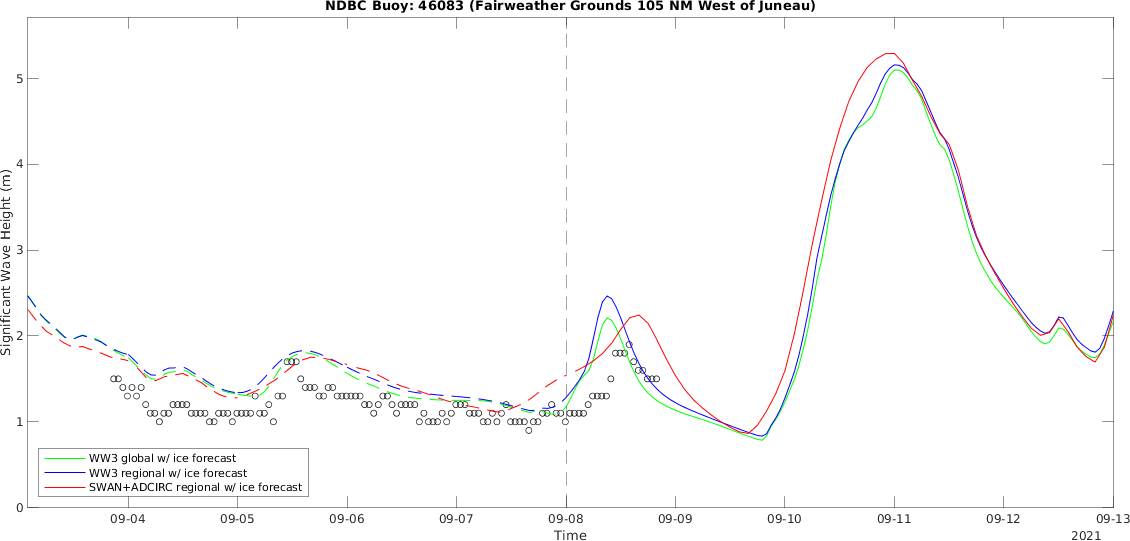 NDBC Buoy: 46083 (Fairweather Grounds 105 NM West of Juneau)
Significant Wave Height (m)
5
4
3
2
1
0
WW3 global w/ ice forecast
WW3 regional w/ ice forecast
SWAN+ADCIRC regional w/ ice forecast
09-04 09-05 09-06 09-07 09-08 09-09 09-10 09-11 09-12 09-13
Time
2021